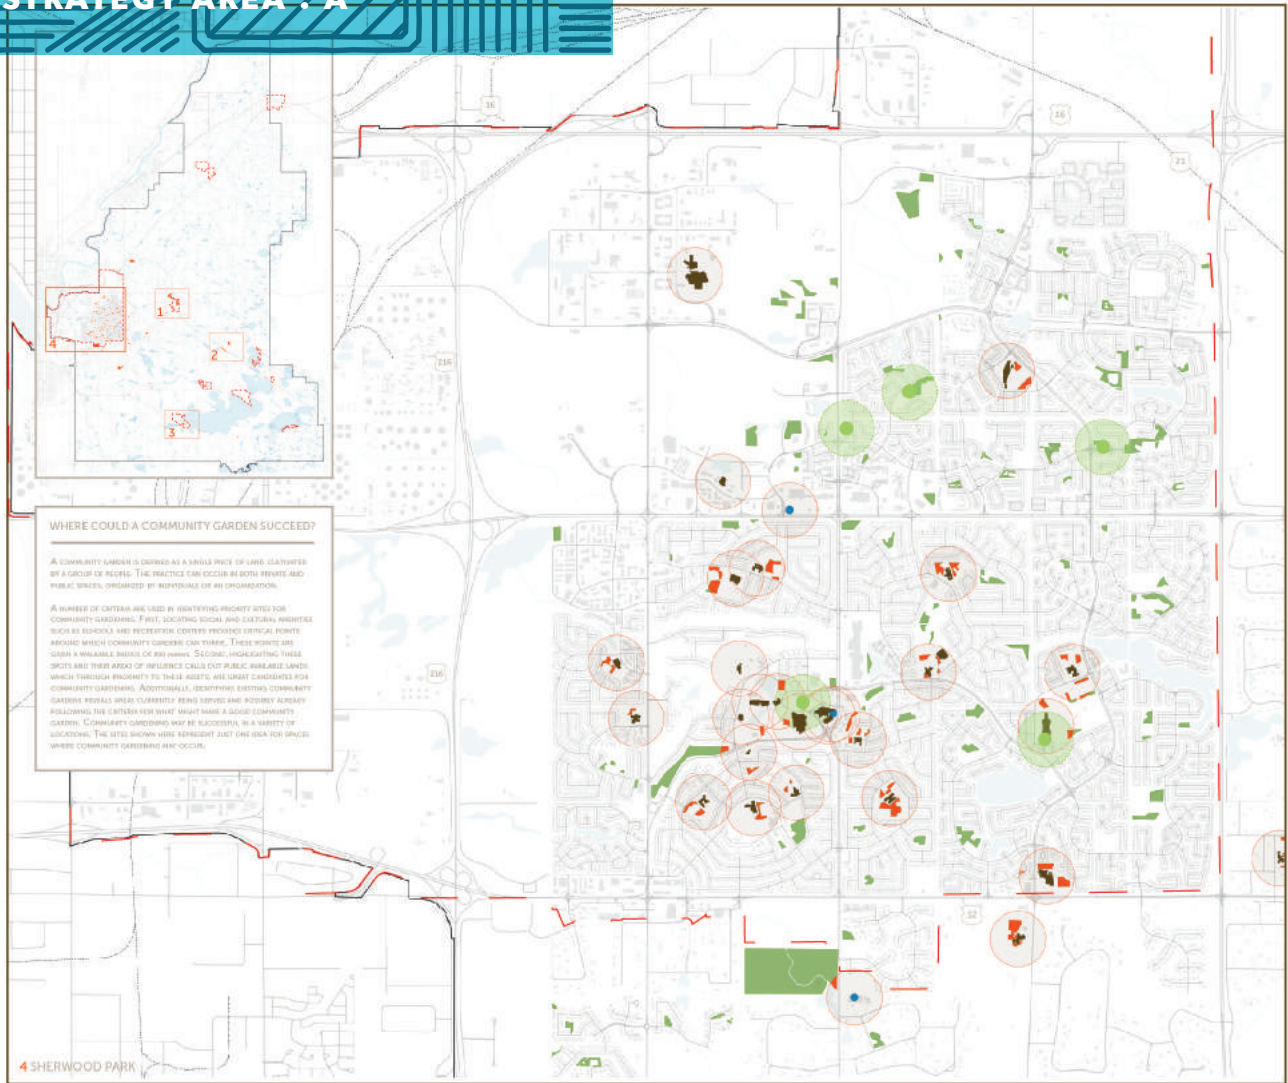 STRATEGY AREA : A
16
16
21
1
4
2
3
216
WHERE COULD A COMMUNITY GARDEN SUCCEED?
A COMMUNITY GARDEN IS DEFINED AS A SINGLE PIECE OF LAND CULTIVATED
BY A GROUP OF PEOPLE. THE PRACTICE CAN OCCUR IN BOTH PRIVATE AND
PUBLIC SPACES, ORGANIZED BY INDIVIDUALS OR AN ORGANIZATION.
A NUMBER OF CRITERIA ARE USED IN IDENTIFYING PRIORITY SITES FOR
COMMUNITY GARDENING. FIRST, LOCATING SOCIAL AND CULTURAL AMENITIES
SUCH AS SCHOOLS AND RECREATION CENTERS PROVIDES CRITICAL POINTS
AROUND WHICH COMMUNITY GARDENS CAN THRIVE. THESE POINTS ARE
GIVEN A WALKABLE RADIUS OF 800 SECOND, HIGHLIGHTING THESE
SPOTS AND THEIR AREAS OF INFLUENCE CALLS OUT PUBLIC AVAILABLE LANDS
WHICH THROUGH PROXIMITY TO THESE ASSETS, ARE GREAT CANDIDATES FOR
COMMUNITY GARDENING. ADDITIONALLY, IDENTIFYING EXISTING COMMUNITY
GARDENS REVEALS AREAS CURRENTLY BEING SERVED AND POSSIBLY ALREADY
FOLLOWING THE CRITERIA FOR WHAT MIGHT MAKE A GOOD COMMUNITY
GARDEN. COMMUNITY GARDENING MAY BE SUCCESSFUL IN A VARIETY OF
LOCATIONS. THE SITES SHOWN HERE REPRESENT JUST ONE IDEA FOR SPACES
WHERE COMMUNITY GARDENING MAY OCCUR.
216
12
4 SHERWOOD PARK